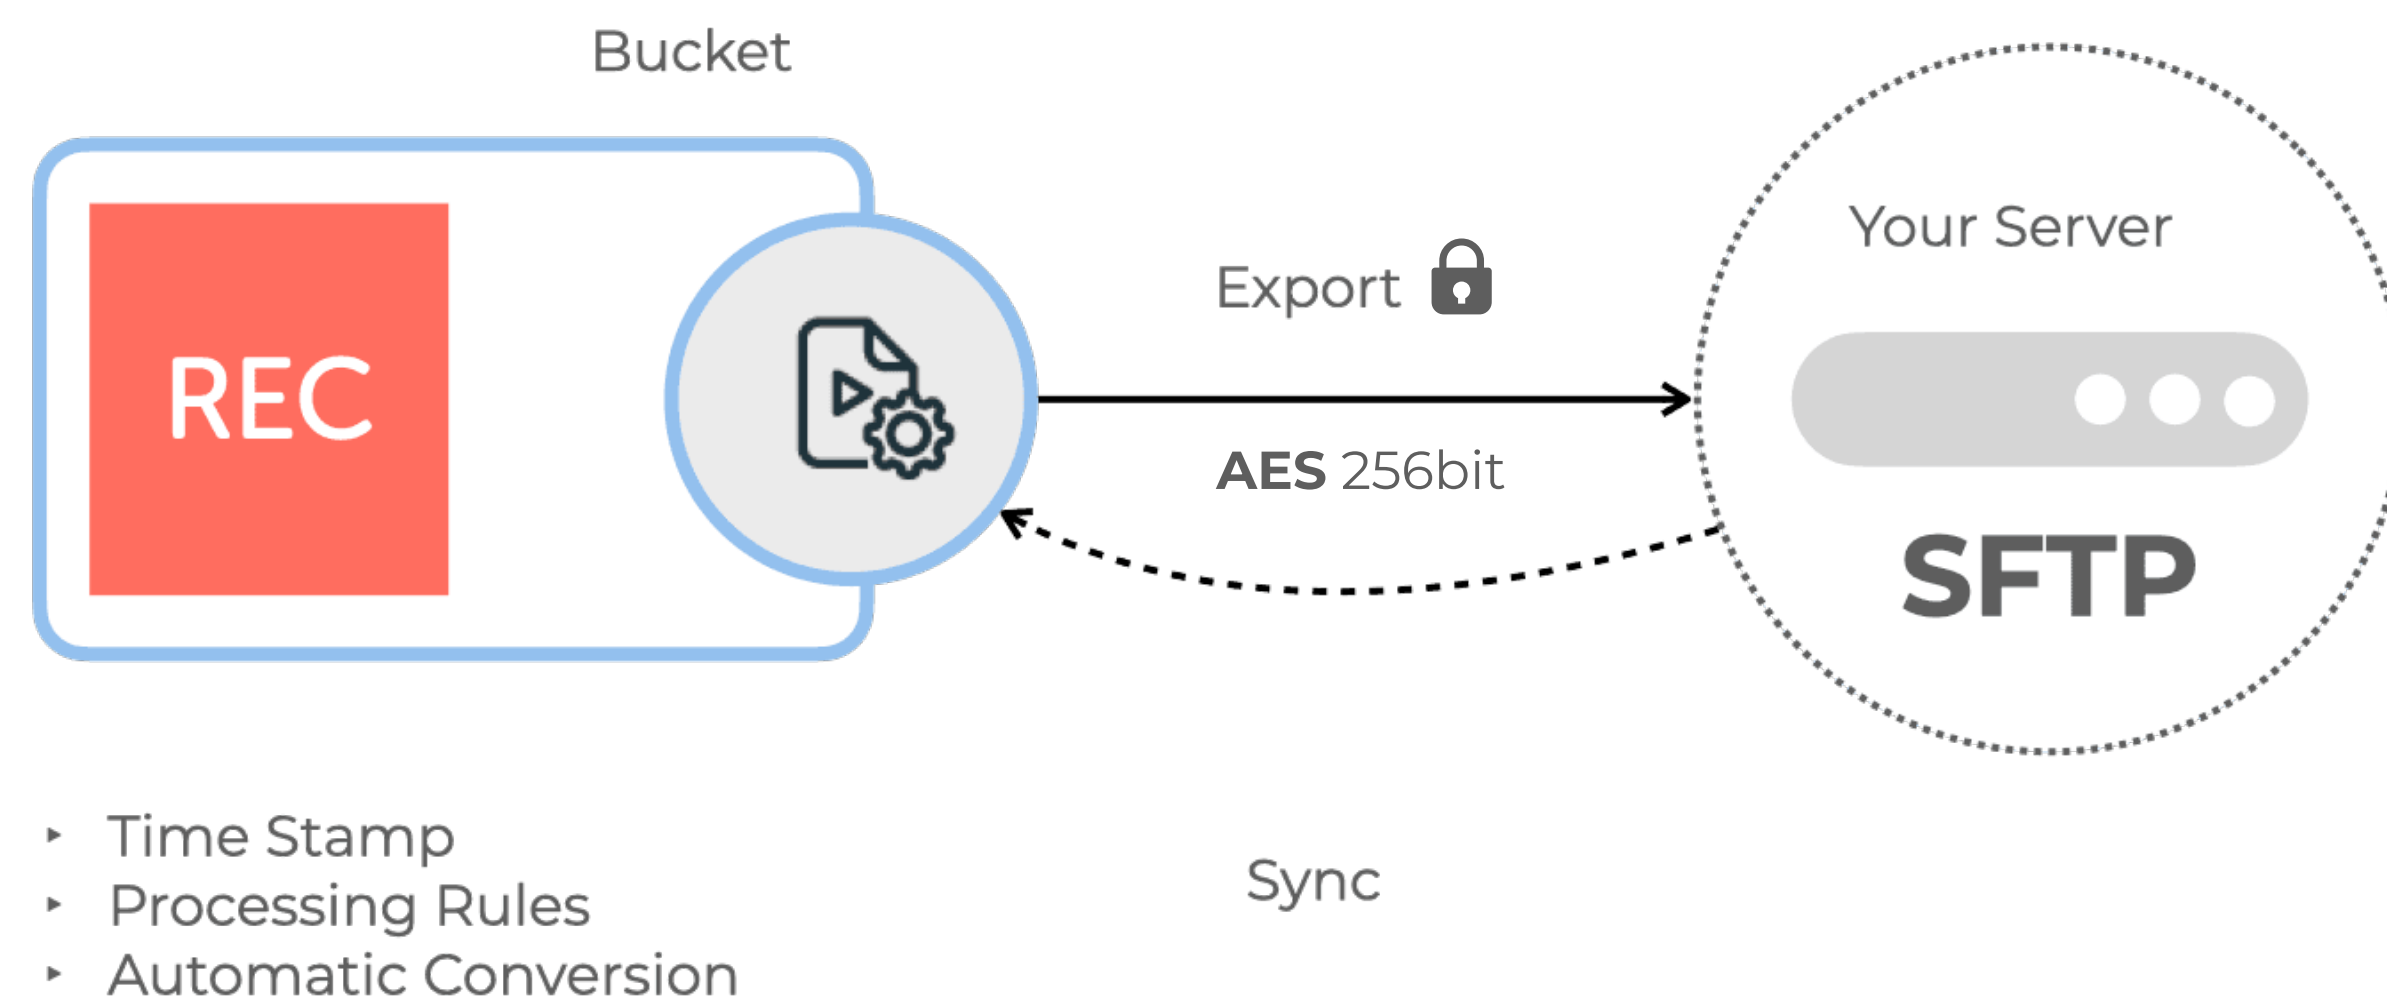 Bucket
REC
Export
AES 256bit
Your Server
SFTP
Time Stamp
Processing Rules
Automatic Conversion
Sync